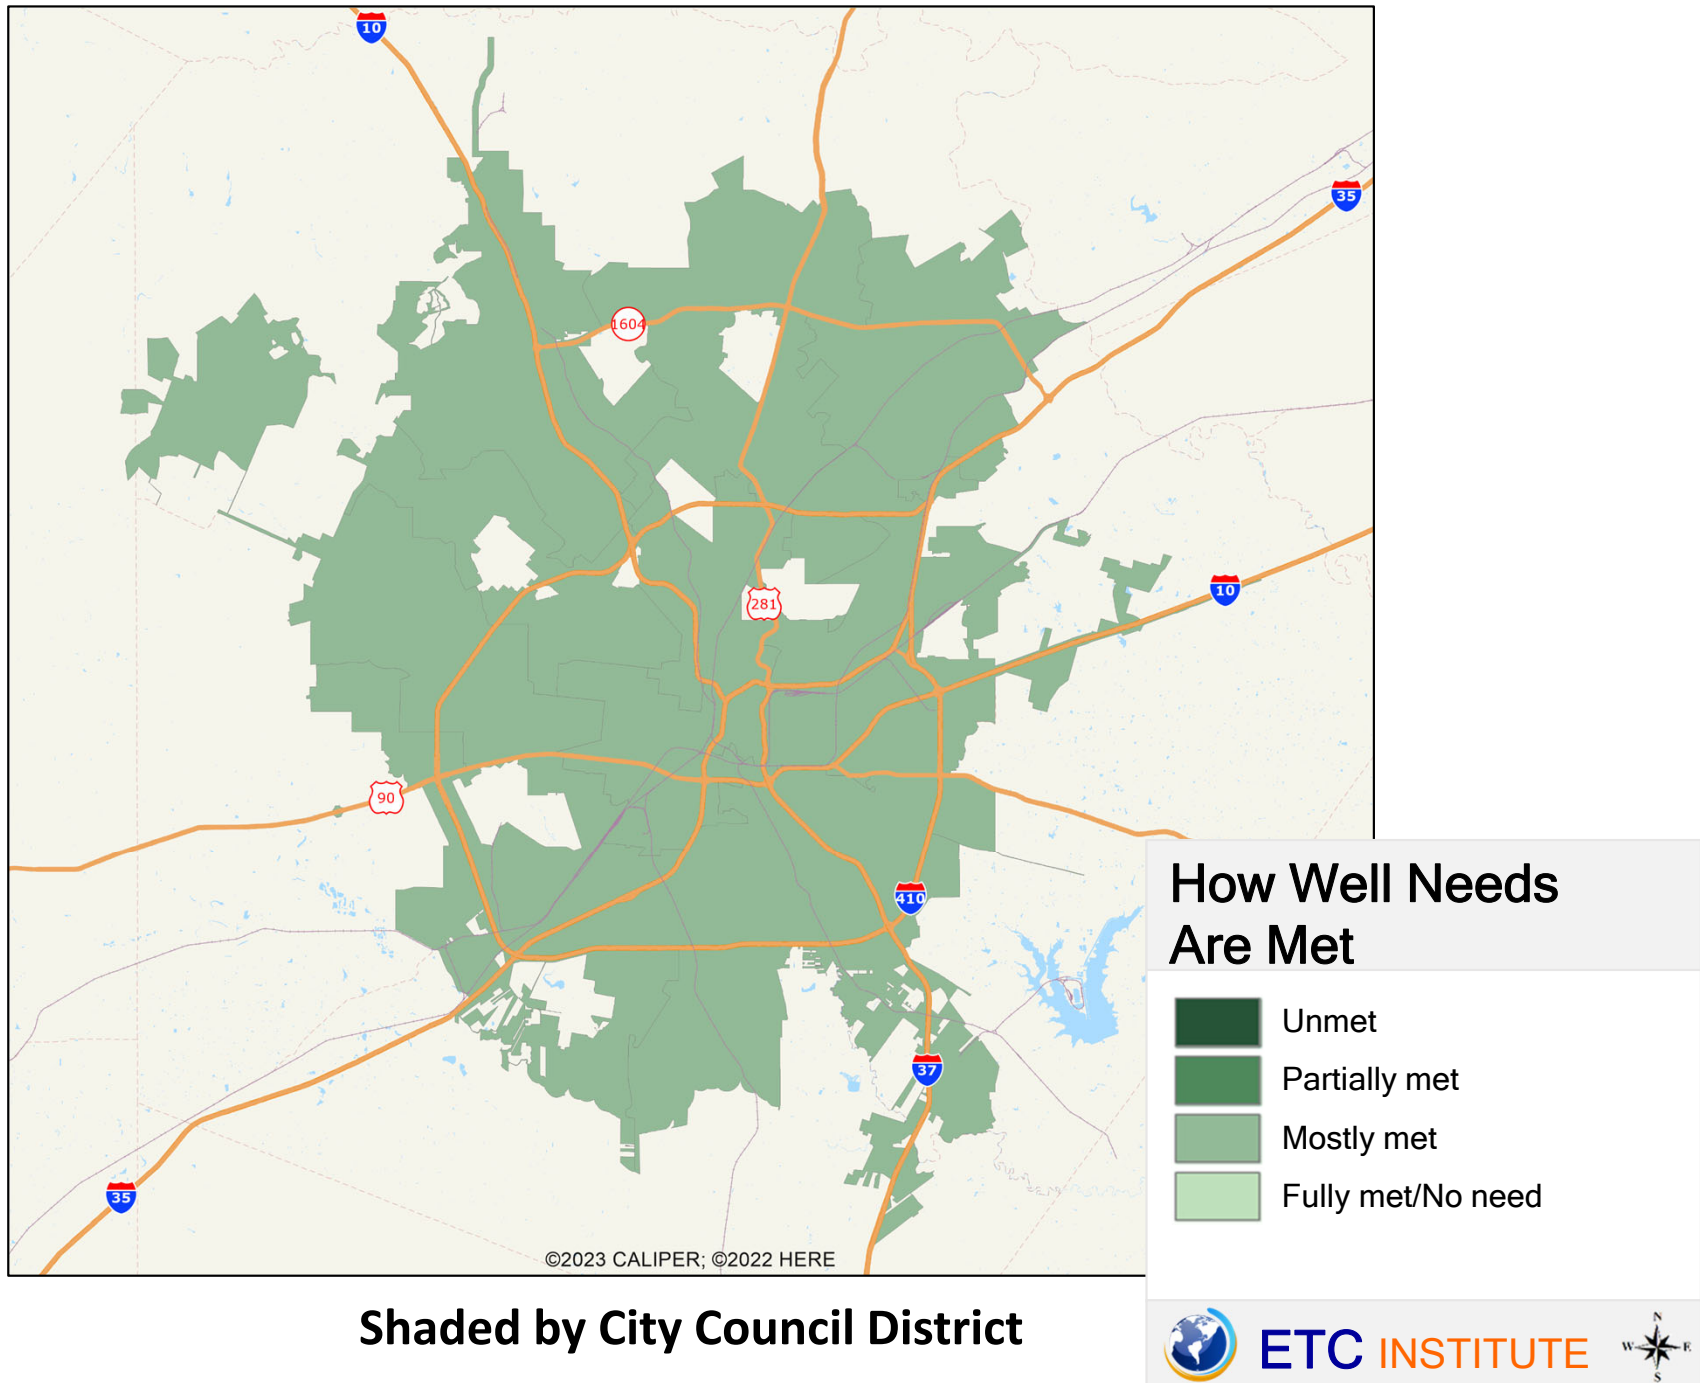 10
35
1604
10
281
90
410
37
35
©2023 CALIPER; ©2022 HERE
How Well Needs
Are Met
Unmet
Partially met
Mostly met
Fully met/No need
Shaded by City Council District
ETC INSTITUTE
N
W E
S